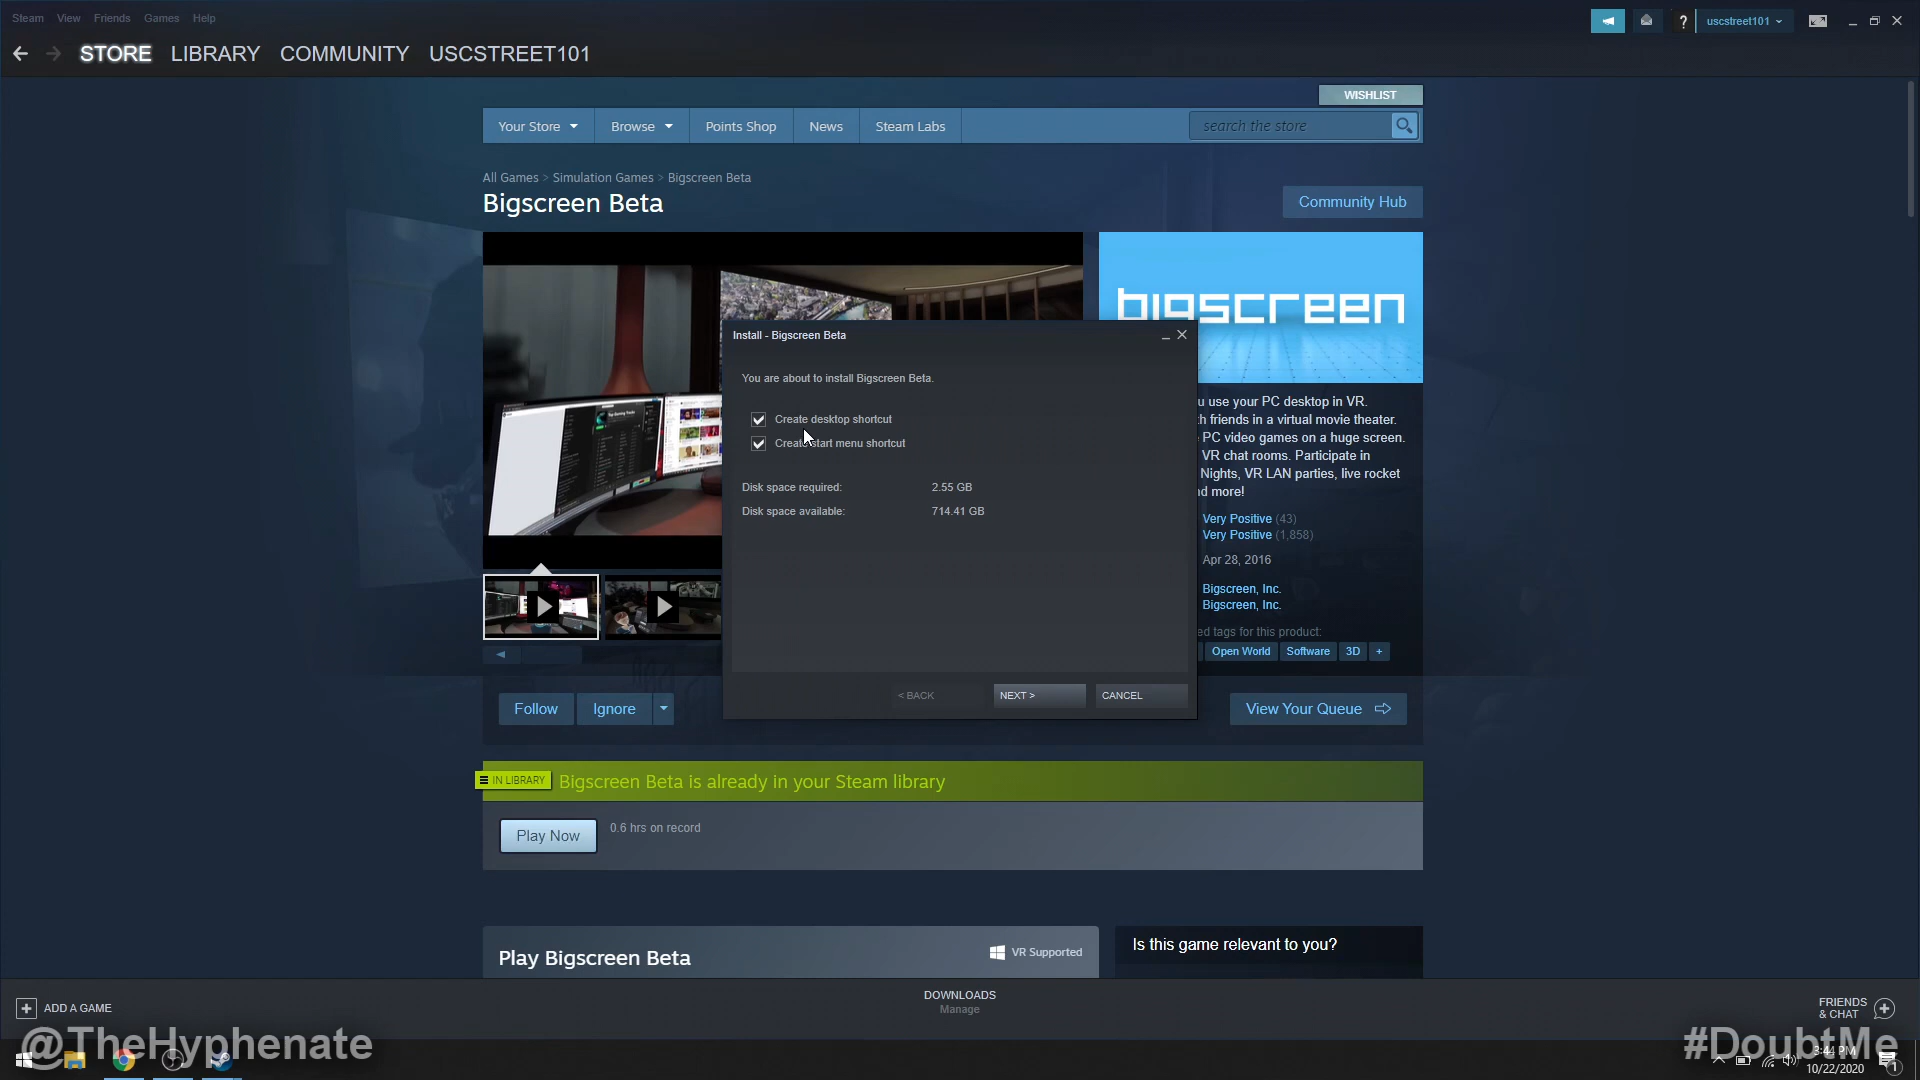 Steam View Friends Games Help
? uscstreet101
STORE LIBRARY COMMUNITY USCSTREET101
WISHLIST
Your Store Browse Points Shop News Steam Labs search the store
All Games > Simulation Games > Bigscreen Beta
Bigscreen Beta
Community Hub
bigscreen
Install - Bigscreen Beta
You are about to install Bigscreen Beta.
Create desktop shortcut
Create start menu shortcut
Disk space required: 2.55 GB
Disk space available: 714.41 GB
< BACK NEXT > CANCEL
u use your PC desktop in VR.
h friends in a virtual movie theater.
PC video games on a huge screen.
VR chat rooms. Participate in
Nights, VR LAN parties, live rocket
d more!
Very Positive (43)
Very Positive (1,858)
Apr 28, 2016
Bigscreen, Inc.
Bigscreen, Inc.
ed tags for this product:
Open World Software 3D +
Follow Ignore
View Your Queue
IN LIBRARY Bigscreen Beta is already in your Steam library
Play Now 0.6 hrs on record
Play Bigscreen Beta
VR Supported
Is this game relevant to you?
+ ADD A GAME
DOWNLOADS
Manage
FRIENDS
& CHAT
@TheHyphenate
#DoubtMe
3:44 PM
10/22/2020
1